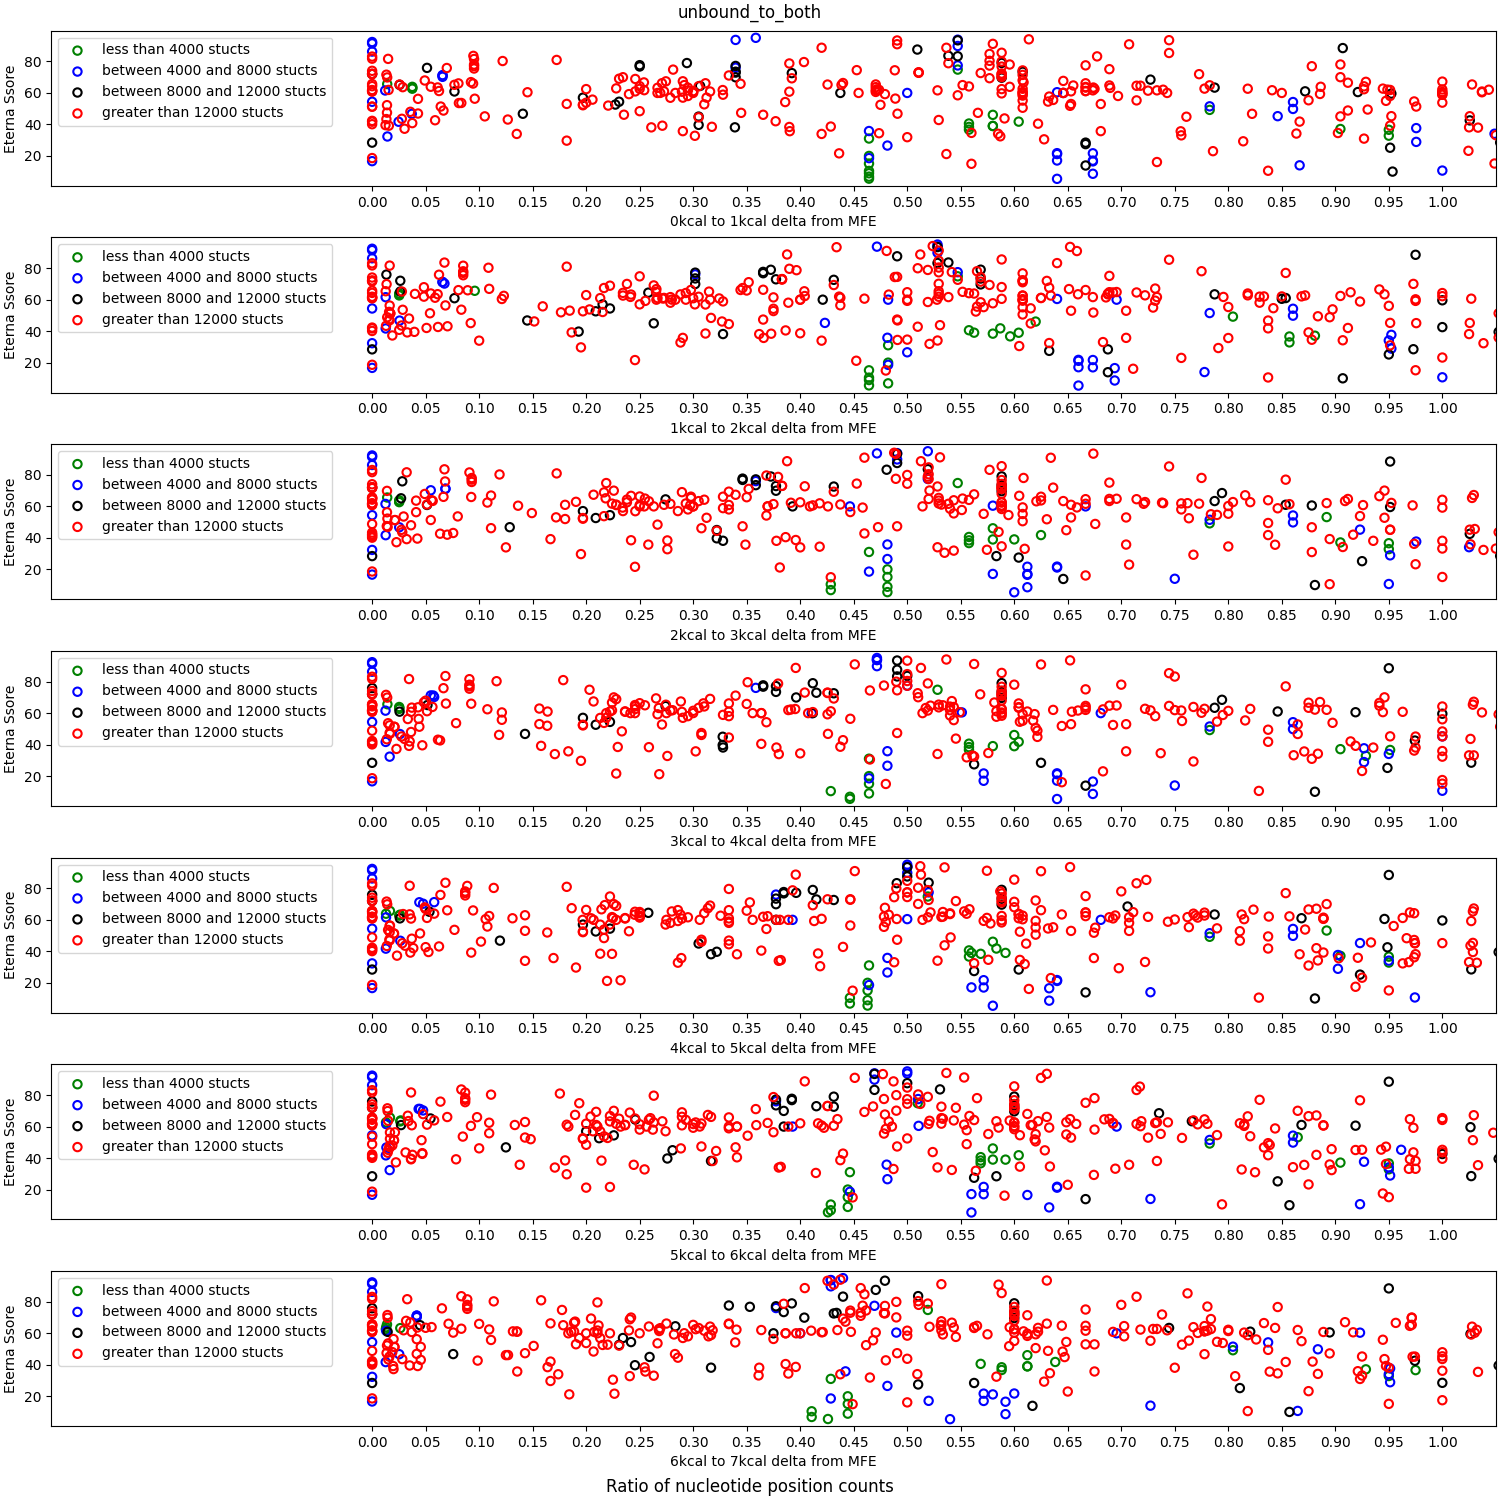 unbound_to_both
Eterna Ssore
80
60
40
20
less than 4000 stucts
between 4000 and 8000 stucts
between 8000 and 12000 stucts
greater than 12000 stucts
0.00 0.05 0.10 0.15 0.20 0.25 0.30 0.35 0.40 0.45 0.50 0.55 0.60 0.65 0.70 0.75 0.80 0.85 0.90 0.95 1.00
0kcal to 1kcal delta from MFE
Eterna Ssore
80
60
40
20
less than 4000 stucts
between 4000 and 8000 stucts
between 8000 and 12000 stucts
greater than 12000 stucts
0.00 0.05 0.10 0.15 0.20 0.25 0.30 0.35 0.40 0.45 0.50 0.55 0.60 0.65 0.70 0.75 0.80 0.85 0.90 0.95 1.00
1kcal to 2kcal delta from MFE
Eterna Ssore
80
60
40
20
less than 4000 stucts
between 4000 and 8000 stucts
between 8000 and 12000 stucts
greater than 12000 stucts
0.00 0.05 0.10 0.15 0.20 0.25 0.30 0.35 0.40 0.45 0.50 0.55 0.60 0.65 0.70 0.75 0.80 0.85 0.90 0.95 1.00
2kcal to 3kcal delta from MFE
Eterna Ssore
80
60
40
20
less than 4000 stucts
between 4000 and 8000 stucts
between 8000 and 12000 stucts
greater than 12000 stucts
0.00 0.05 0.10 0.15 0.20 0.25 0.30 0.35 0.40 0.45 0.50 0.55 0.60 0.65 0.70 0.75 0.80 0.85 0.90 0.95 1.00
3kcal to 4kcal delta from MFE
Eterna Ssore
80
60
40
20
less than 4000 stucts
between 4000 and 8000 stucts
between 8000 and 12000 stucts
greater than 12000 stucts
0.00 0.05 0.10 0.15 0.20 0.25 0.30 0.35 0.40 0.45 0.50 0.55 0.60 0.65 0.70 0.75 0.80 0.85 0.90 0.95 1.00
4kcal to 5kcal delta from MFE
Eterna Ssore
80
60
40
20
less than 4000 stucts
between 4000 and 8000 stucts
between 8000 and 12000 stucts
greater than 12000 stucts
0.00 0.05 0.10 0.15 0.20 0.25 0.30 0.35 0.40 0.45 0.50 0.55 0.60 0.65 0.70 0.75 0.80 0.85 0.90 0.95 1.00
5kcal to 6kcal delta from MFE
Eterna Ssore
80
60
40
20
less than 4000 stucts
between 4000 and 8000 stucts
between 8000 and 12000 stucts
greater than 12000 stucts
0.00 0.05 0.10 0.15 0.20 0.25 0.30 0.35 0.40 0.45 0.50 0.55 0.60 0.65 0.70 0.75 0.80 0.85 0.90 0.95 1.00
6kcal to 7kcal delta from MFE
Ratio of nucleotide position counts